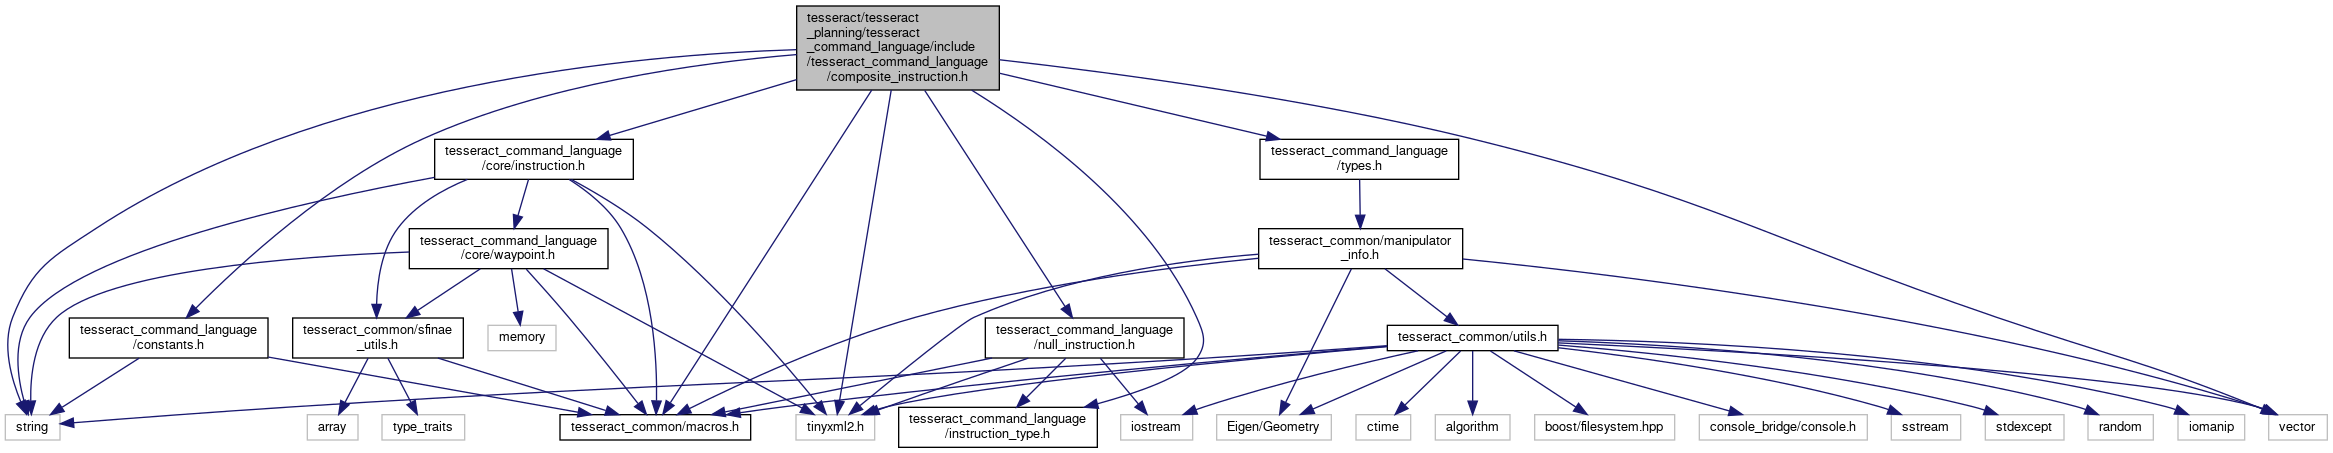 tesseract/tesseract
_planning/tesseract
_command_language/include
/tesseract_command_language
/composite_instruction.h
tesseract_command_language
/core/instruction.h
tesseract_command_language
/types.h
tesseract_command_language
/core/waypoint.h
tesseract_common/manipulator
_info.h
tesseract_command_language
/constants.h
tesseract_common/sfinae
_utils.h
memory
tesseract_command_language
/null_instruction.h
tesseract_common/utils.h
string
array
type_traits
tesseract_common/macros.h
tinyxml2.h
tesseract_command_language
/instruction_type.h
iostream
Eigen/Geometry
ctime
algorithm
boost/filesystem.hpp
console_bridge/console.h
sstream
stdexcept
random
iomanip
vector